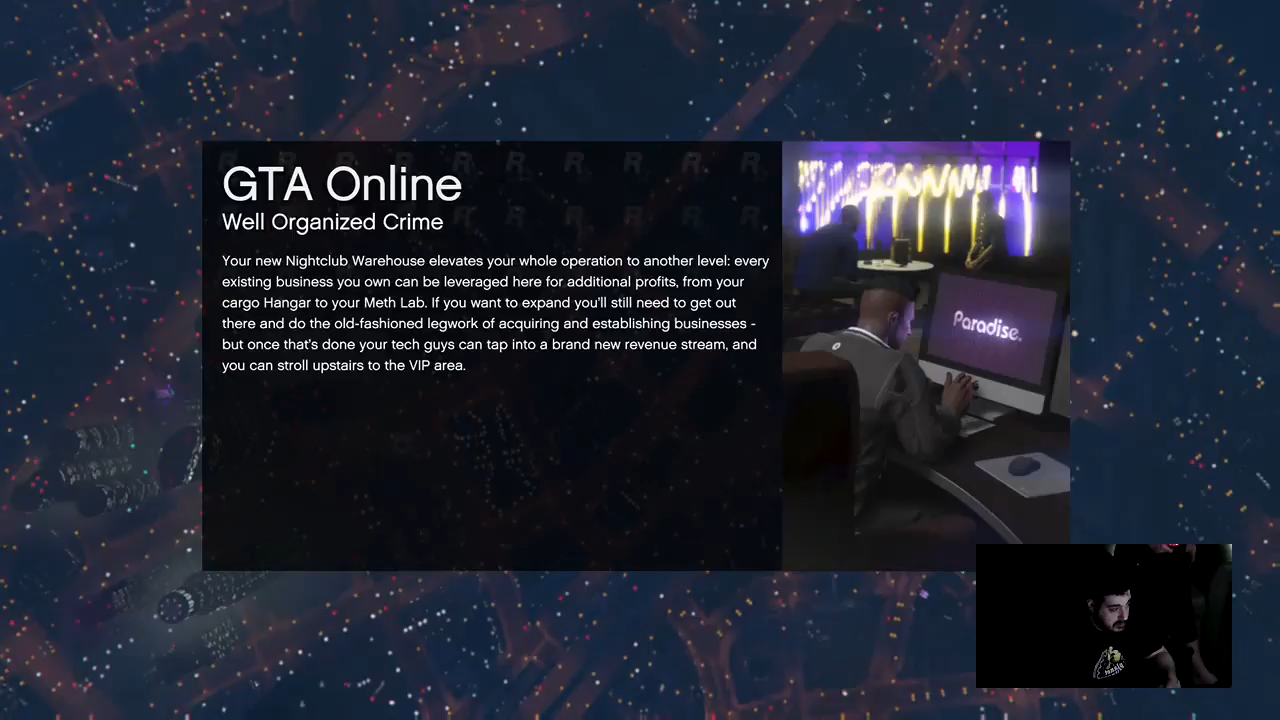 GTA Online
Well Organized Crime
Your new Nightclub Warehouse elevates your whole operation to another level: every
existing business you own can be leveraged here for additional profits, from your
cargo Hangar to your Meth Lab. If you want to expand you'll still need to get out
there and do the old-fashioned legwork of acquiring and establishing businesses -
but once that's done your tech guys can tap into a brand new revenue stream, and
you can stroll upstairs to the VIP area.
Paradise.